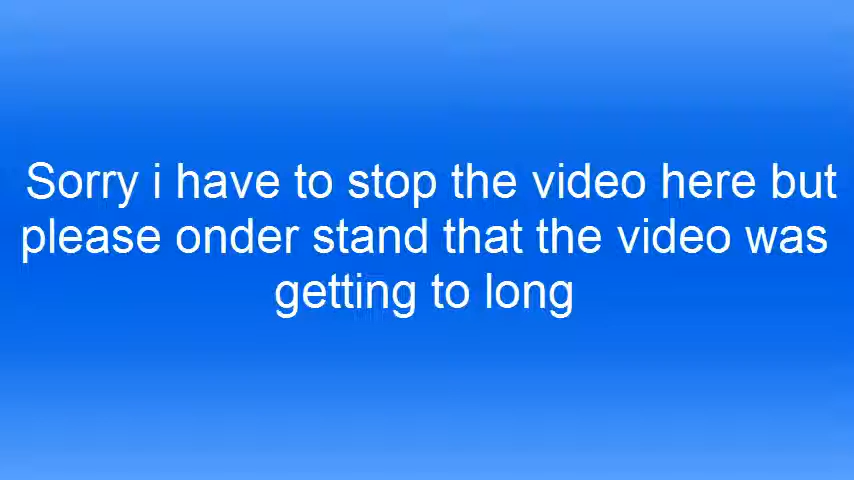 Sorry i have to stop the video here but
please onder stand that the video was
getting to long